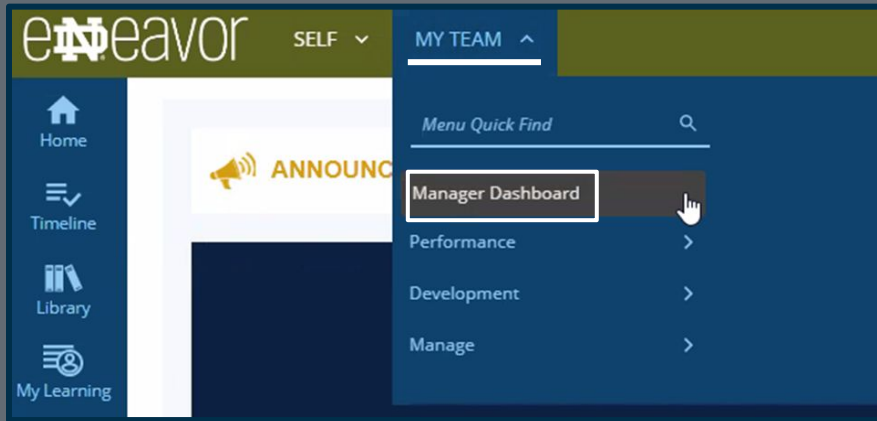 eNDeavor
SELF
MY TEAM
Home
Timeline
Library
My Learning
ANNOUNC
Menu Quick Find
Manager Dashboard
Performance
Development
Manage